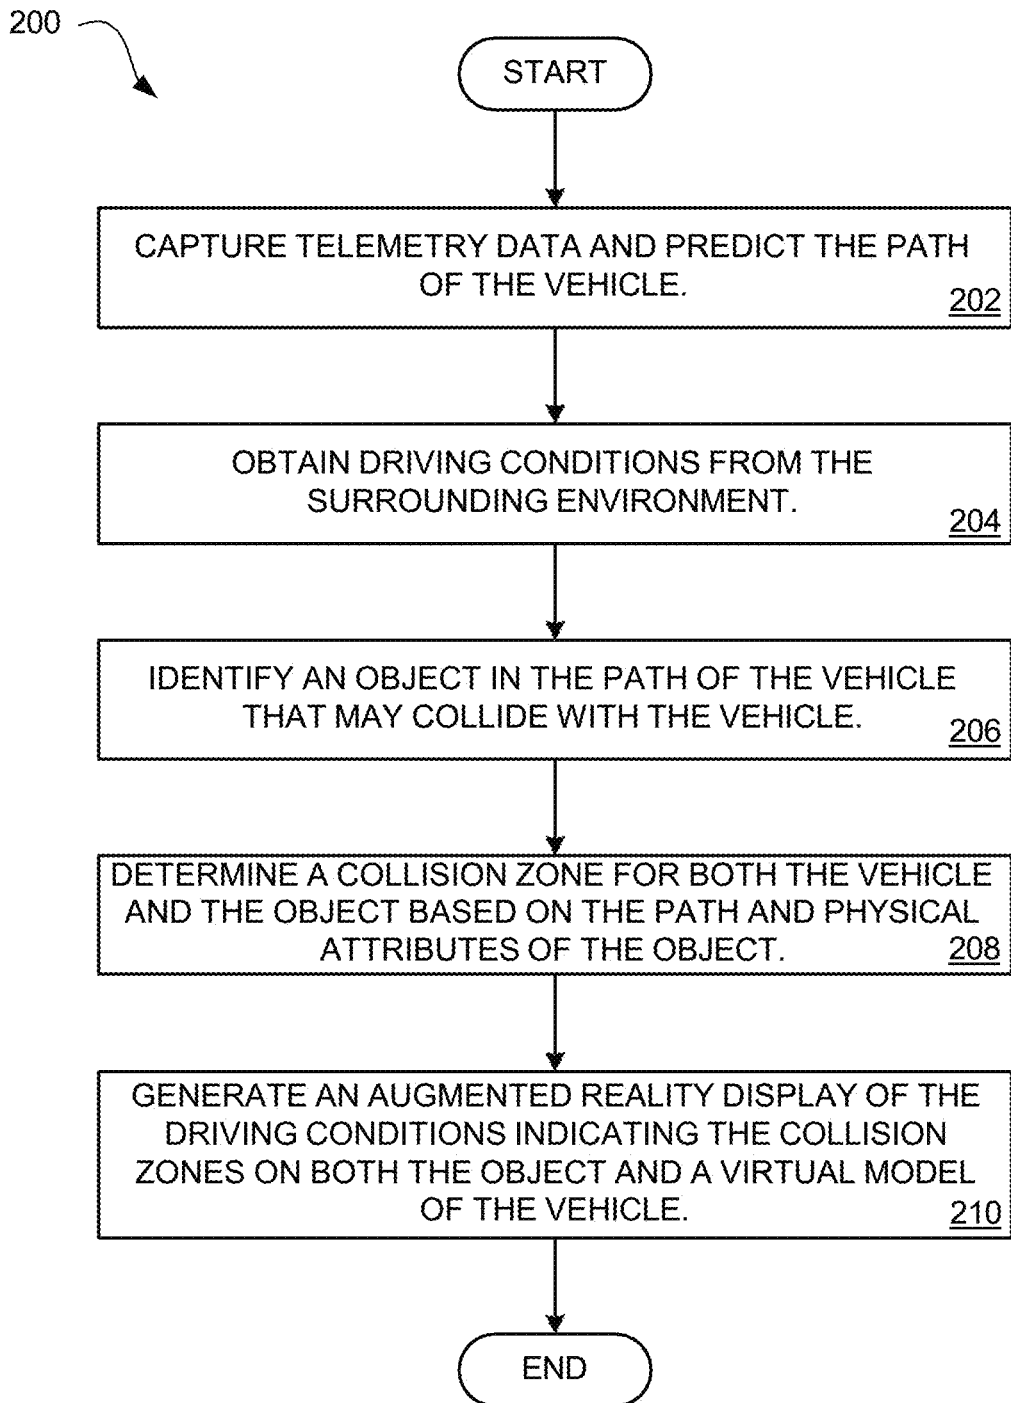 200
START
CAPTURE TELEMETRY DATA AND PREDICT THE PATH
OF THE VEHICLE.
202
OBTAIN DRIVING CONDITIONS FROM THE
SURROUNDING ENVIRONMENT.
204
IDENTIFY AN OBJECT IN THE PATH OF THE VEHICLE
THAT MAY COLLIDE WITH THE VEHICLE.
206
DETERMINE A COLLISION ZONE FOR BOTH THE VEHICLE
AND THE OBJECT BASED ON THE PATH AND PHYSICAL
ATTRIBUTES OF THE OBJECT.
208
GENERATE AN AUGMENTED REALITY DISPLAY OF THE
DRIVING CONDITIONS INDICATING THE COLLISION
ZONES ON BOTH THE OBJECT AND A VIRTUAL MODEL
OF THE VEHICLE.
210
END